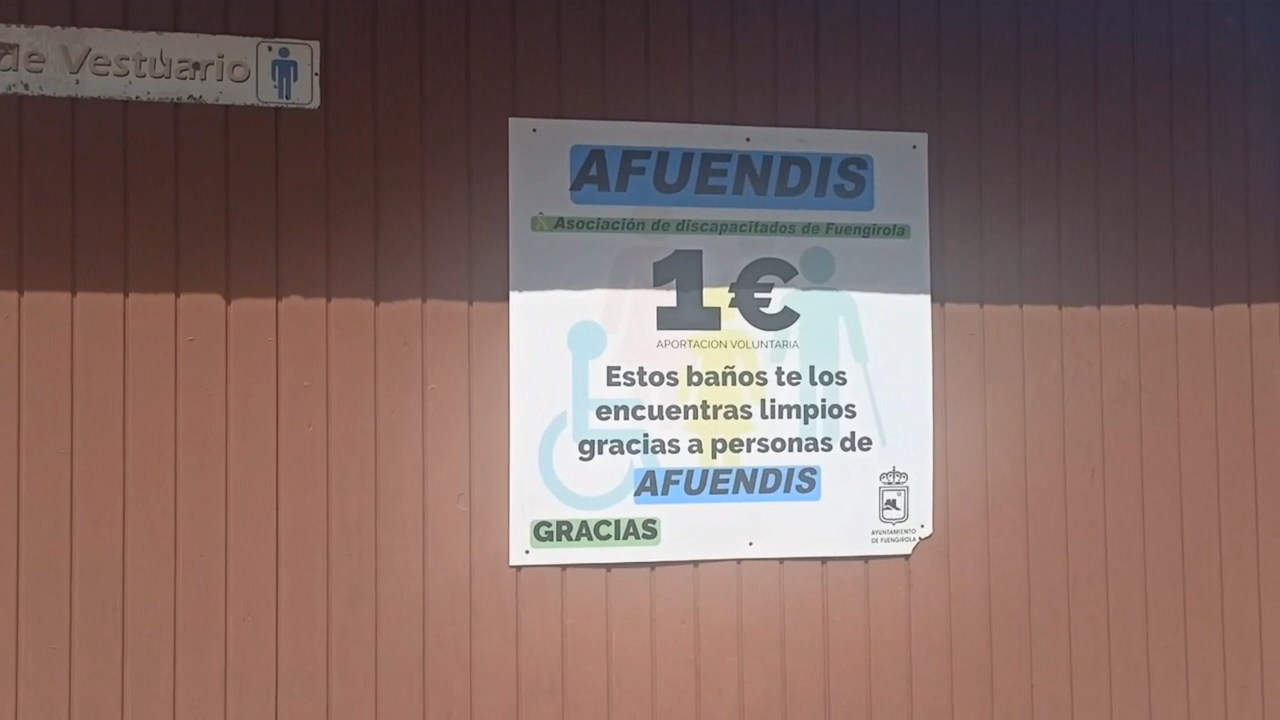 de Vestuario
AFUENDIS
Asociación de discapacitados de Fuengirola
1€
APORTACIÓN VOLUNTARIA
Estos baños te los
encuentras limpios
gracias a personas de
AFUENDIS
GRACIAS
AYUNTAMIENTO
DE FUENGIROLA